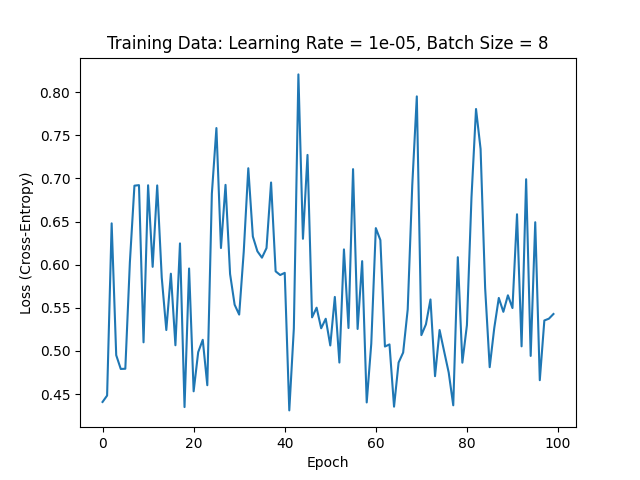 Training Data: Learning Rate = 1e-05, Batch Size = 8
Loss (Cross-Entropy)
0.80
0.75
0.70
0.65
0.60
0.55
0.50
0.45
0 20 40 60 80 100
Epoch